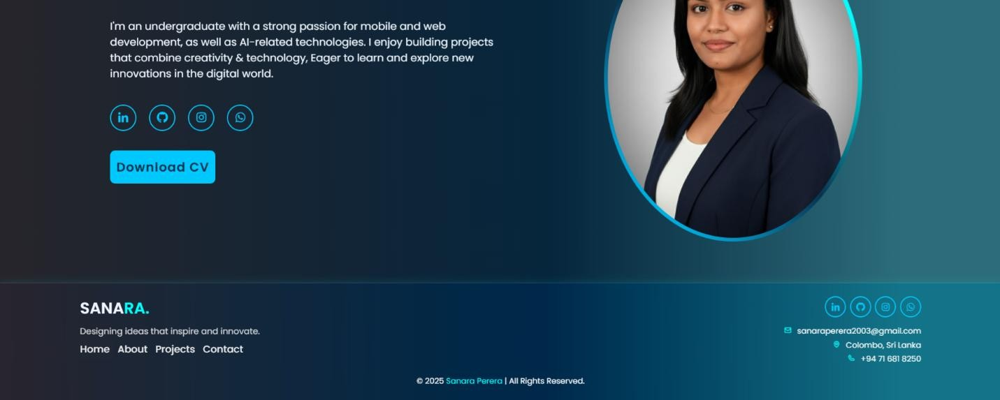 I'm an undergraduate with a strong passion for mobile and web
development, as well as AI-related technologies. I enjoy building projects
that combine creativity & technology, Eager to learn and explore new
innovations in the digital world.
in
Download CV
SANARA.
Designing ideas that inspire and innovate.
Home About Projects Contact
in
sanaraperera2003@gmail.com
Colombo, Sri Lanka
+94 71 681 8250
© 2025 Sanara Perera | All Rights Reserved.